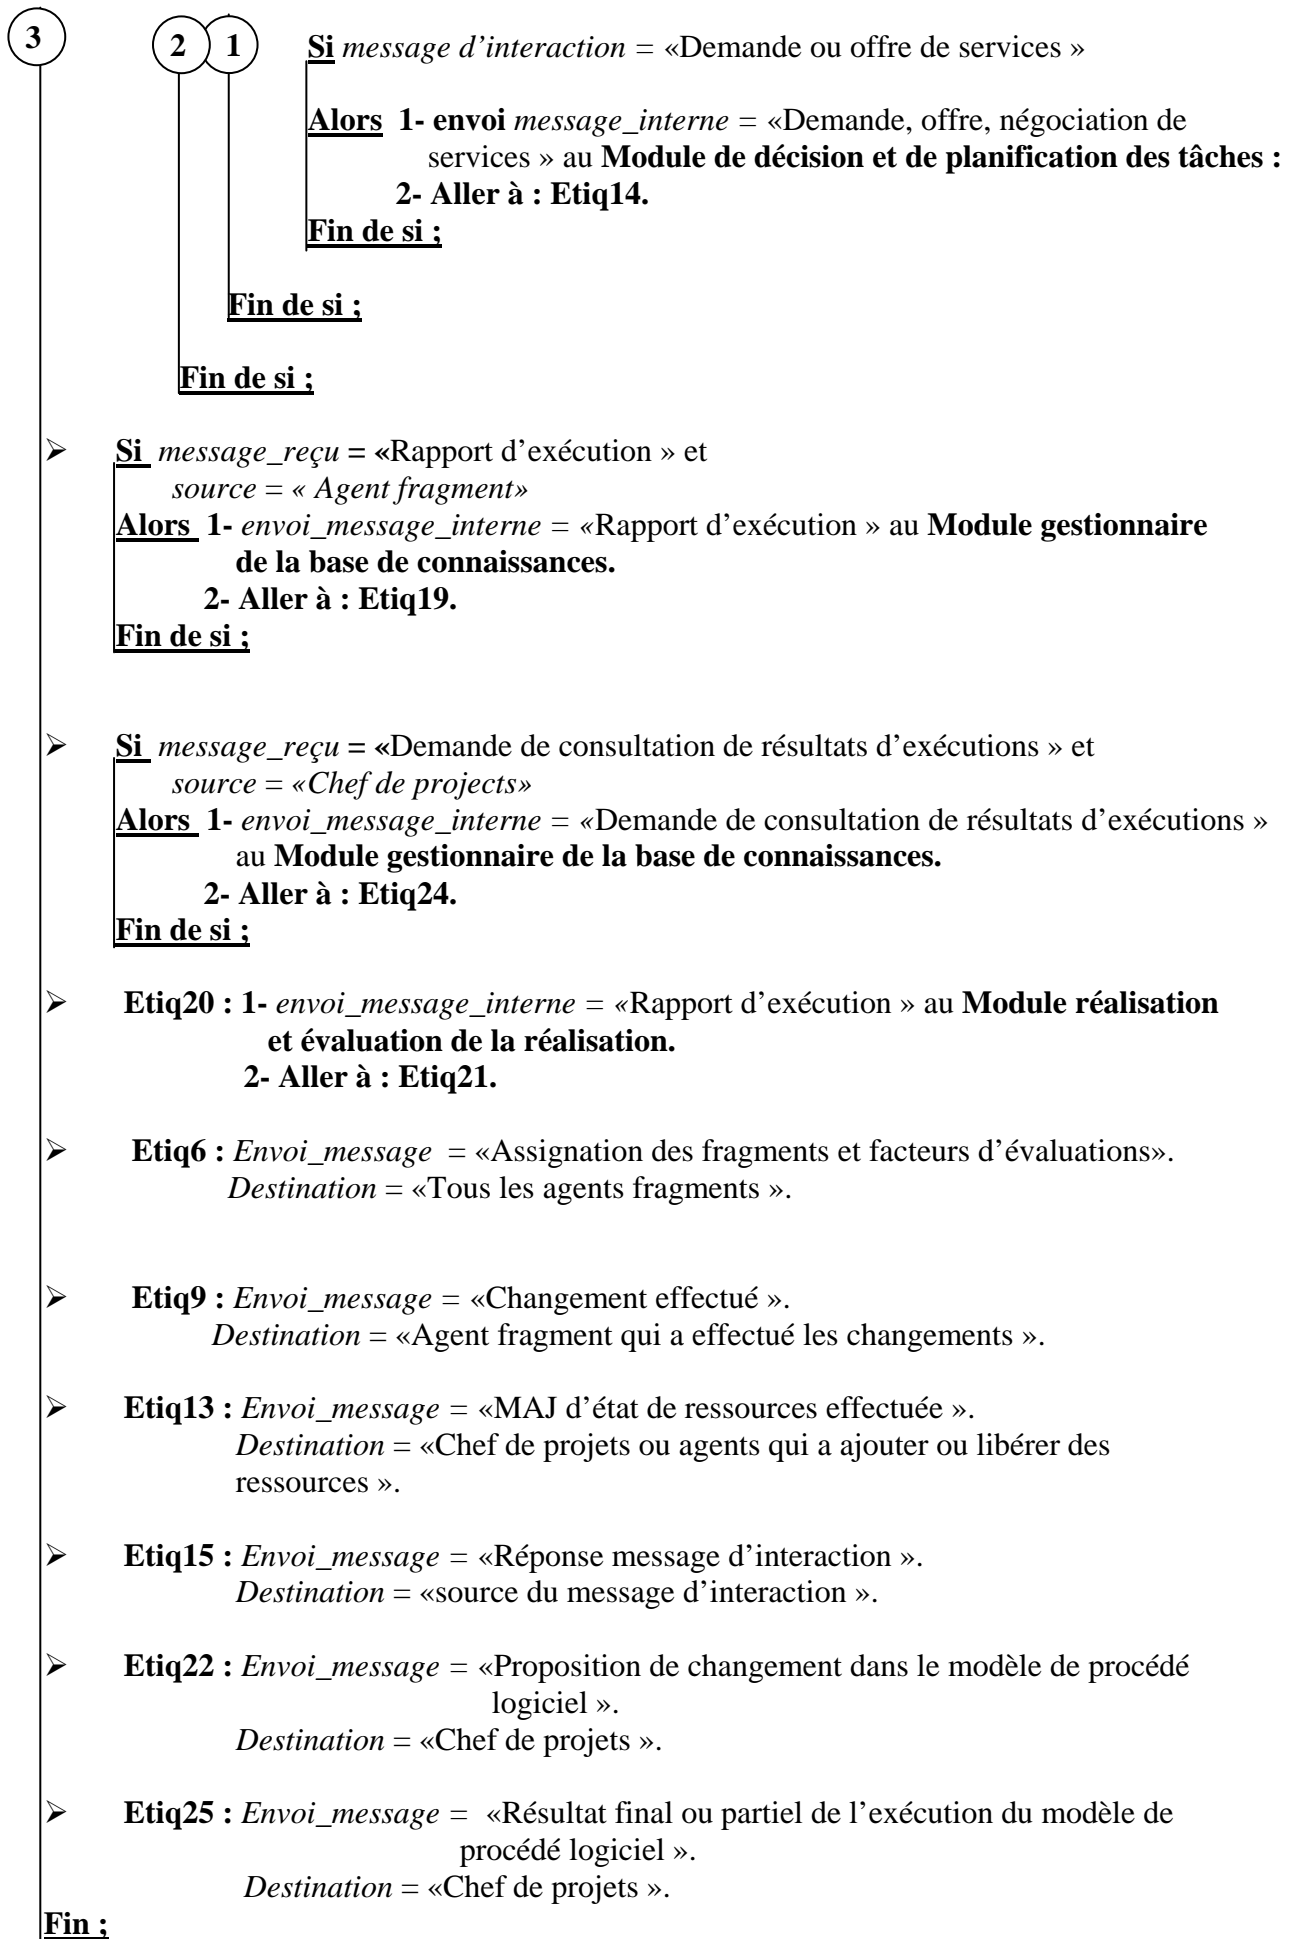 3 2 1 Si message d’interaction = «Demande ou offre de services »
Alors 1- envoi message_interne = «Demande, offre, négociation de
services » au Module de décision et de planification des tâches :
2- Aller à : Etiq14.
Fin de si ;
Fin de si ;
Fin de si ;
➢ Si message_reçu = «Rapport d’exécution » et
source = « Agent fragment»
Alors 1- envoi_message_interne = «Rapport d’exécution » au Module gestionnaire
de la base de connaissances.
2- Aller à : Etiq19.
Fin de si ;
➢ Si message_reçu = «Demande de consultation de résultats d’exécutions » et
source = «Chef de projects»
Alors 1- envoi_message_interne = «Demande de consultation de résultats d’exécutions »
au Module gestionnaire de la base de connaissances.
2- Aller à : Etiq24.
Fin de si ;
➢ Etiq20 : 1- envoi_message_interne = «Rapport d’exécution » au Module réalisation
et évaluation de la réalisation.
2- Aller à : Etiq21.
➢ Etiq6 : Envoi_message = «Assignation des fragments et facteurs d’évaluations».
Destination = «Tous les agents fragments ».
➢ Etiq9 : Envoi_message = «Changement effectué ».
Destination = «Agent fragment qui a effectué les changements ».
➢ Etiq13 : Envoi_message = «MAJ d’état de ressources effectuée ».
Destination = «Chef de projets ou agents qui a ajouter ou libérer des
ressources ».
➢ Etiq15 : Envoi_message = «Réponse message d’interaction ».
Destination = «source du message d’interaction ».
➢ Etiq22 : Envoi_message = «Proposition de changement dans le modèle de procédé
logiciel ».
Destination = «Chef de projets ».
➢ Etiq25 : Envoi_message = «Résultat final ou partiel de l’exécution du modèle de
procédé logiciel ».
Destination = «Chef de projets ».
Fin ;